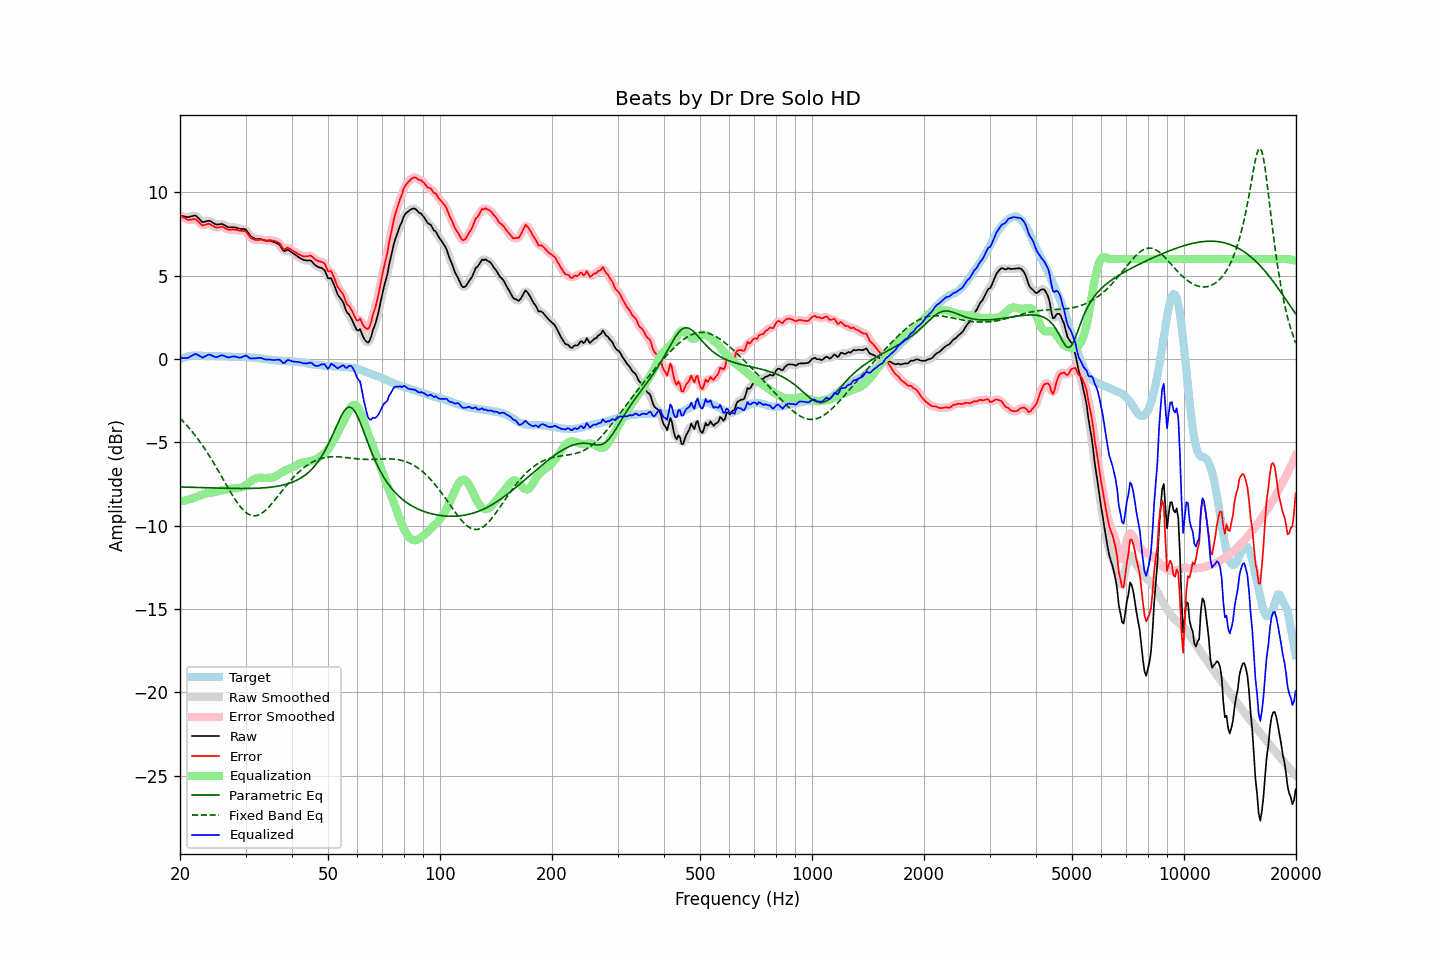 Beats by Dr Dre Solo HD
Amplitude (dBr)
10
5
0
−5
−10
−15
−20
−25
Target
Raw Smoothed
Error Smoothed
Raw
Error
Equalization
Parametric Eq
Fixed Band Eq
Equalized
20 50 100 200 500 1000 2000 5000 10000 20000
Frequency (Hz)